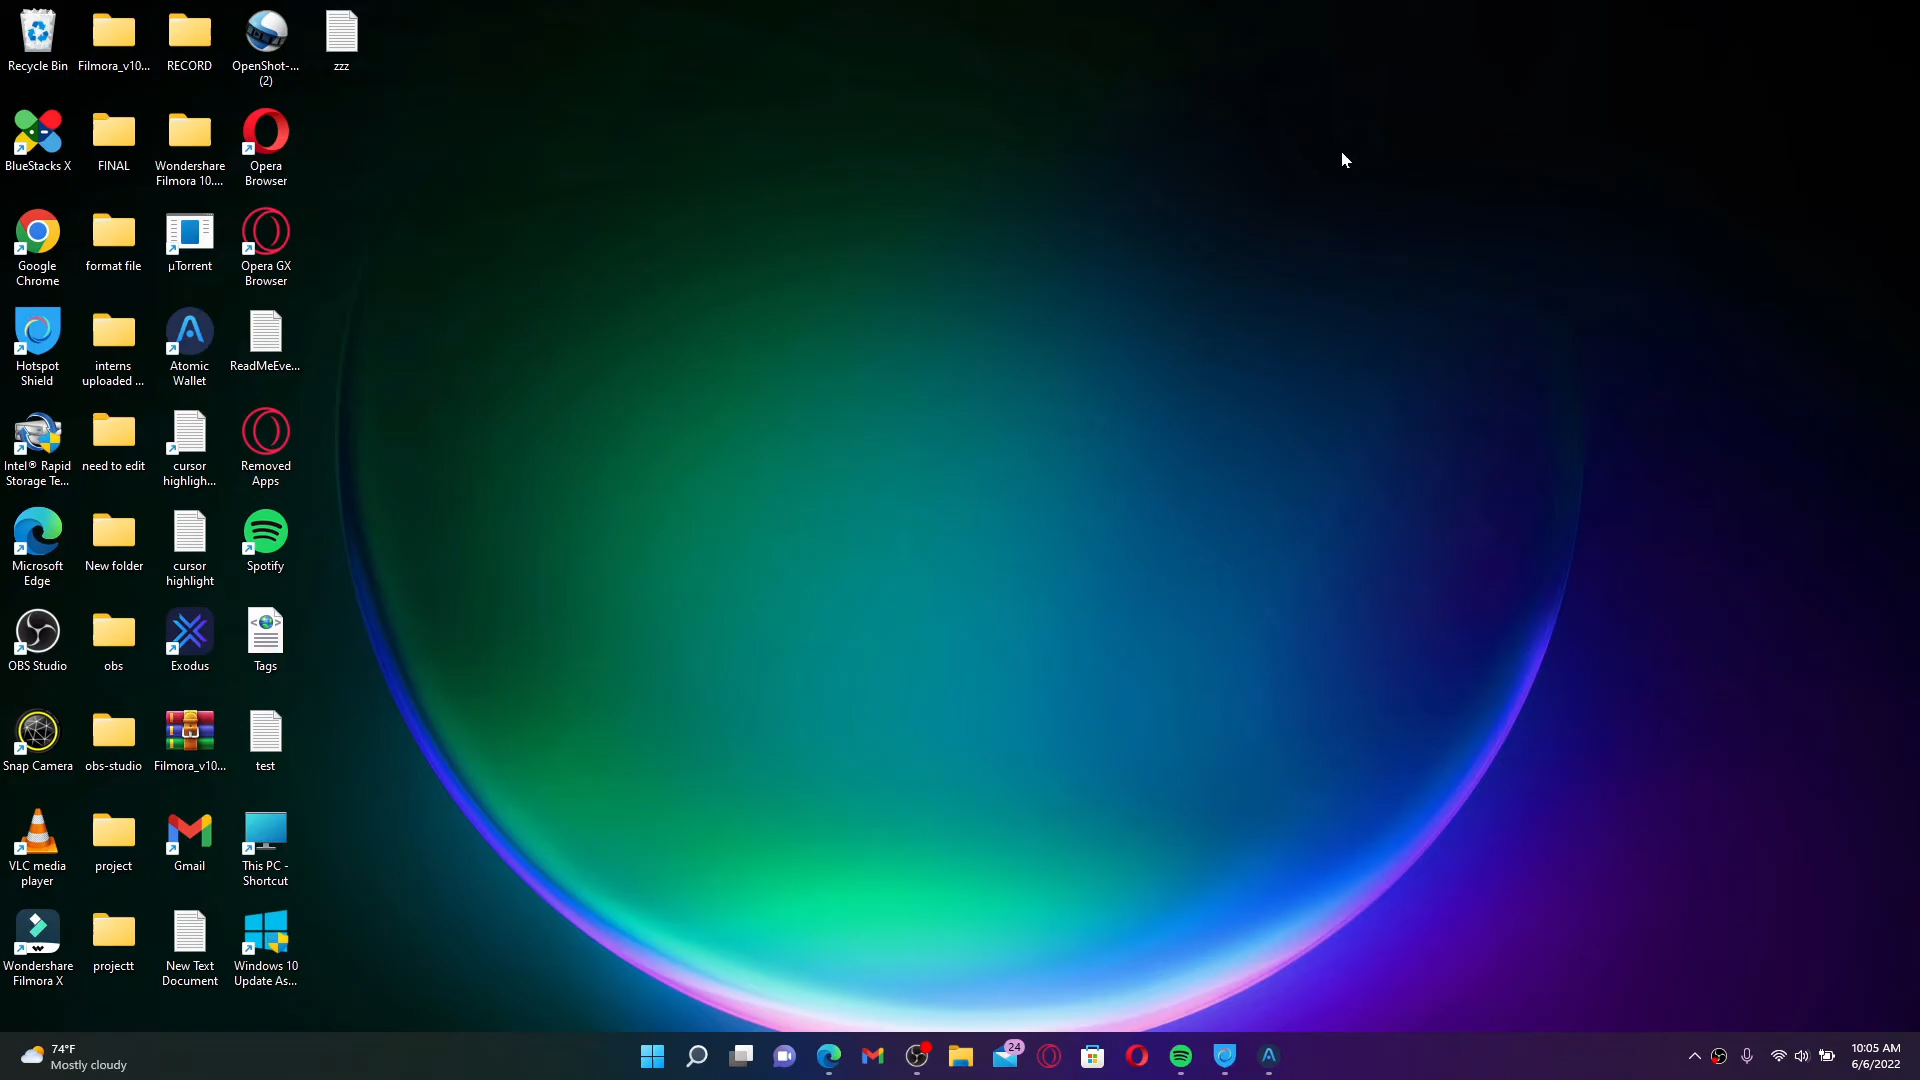 Recycle Bin
Filmora_v10...
RECORD
OpenShot-...
(2)
zzz
BlueStacks X
FINAL
Wondershare
Filmora 10....
Opera
Browser
Google
Chrome
format file
µTorrent
Opera GX
Browser
Hotspot
Shield
interns
uploaded ...
Atomic
Wallet
ReadMeEve...
Intel® Rapid
Storage Te...
need to edit
cursor
highligh...
Removed
Apps
Microsoft
Edge
New folder
cursor
highlight
Spotify
OBS Studio
obs
Exodus
Tags
Snap Camera
obs-studio
Filmora_v10...
test
VLC media
player
project
Gmail
This PC -
Shortcut
Wondershare
Filmora X
projectt
New Text
Document
Windows 10
Update As...
74°F
Mostly cloudy
24
10:05 AM
6/6/2022